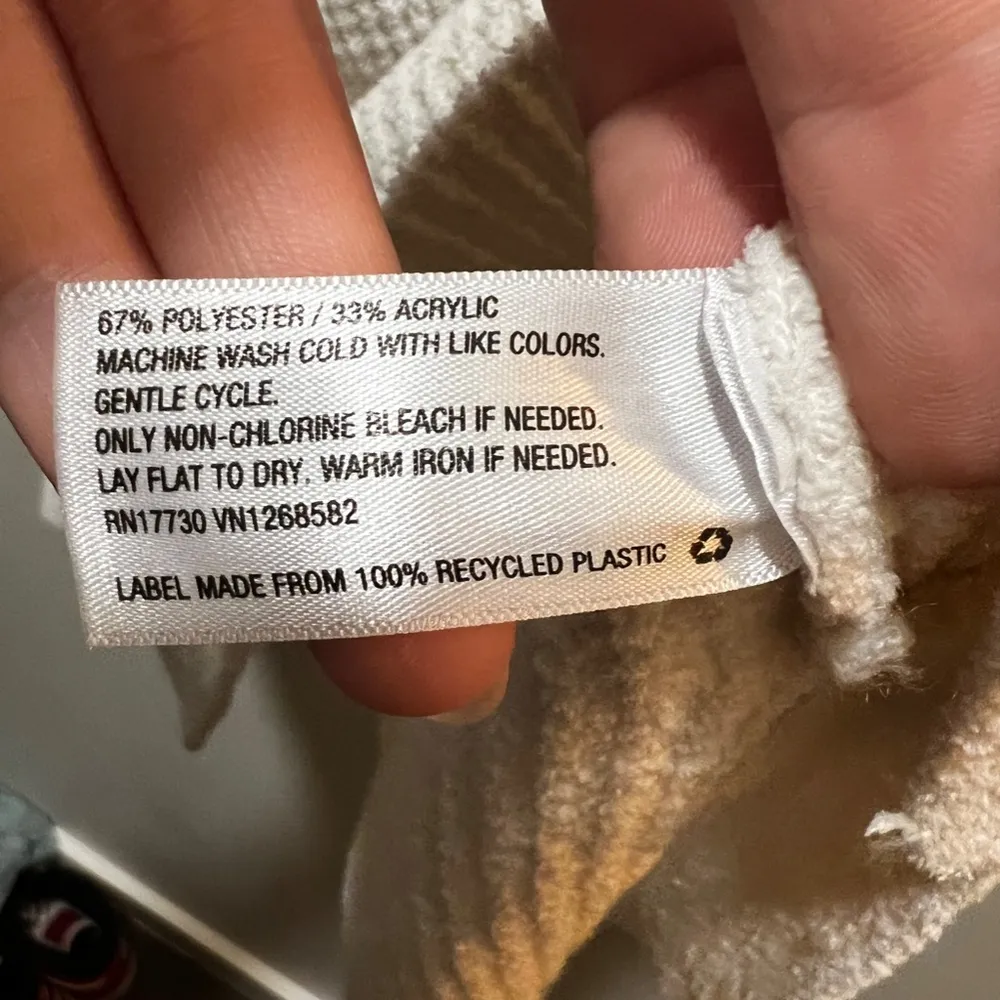 67% POLYESTER / 33% ACRYLIC
MACHINE WASH COLD WITH LIKE COLORS.
GENTLE CYCLE.
ONLY NON-CHLORINE BLEACH IF NEEDED.
LAY FLAT TO DRY. WARM IRON IF NEEDED.
RN17730 VN1268582
LABEL MADE FROM 100% RECYCLED PLASTIC